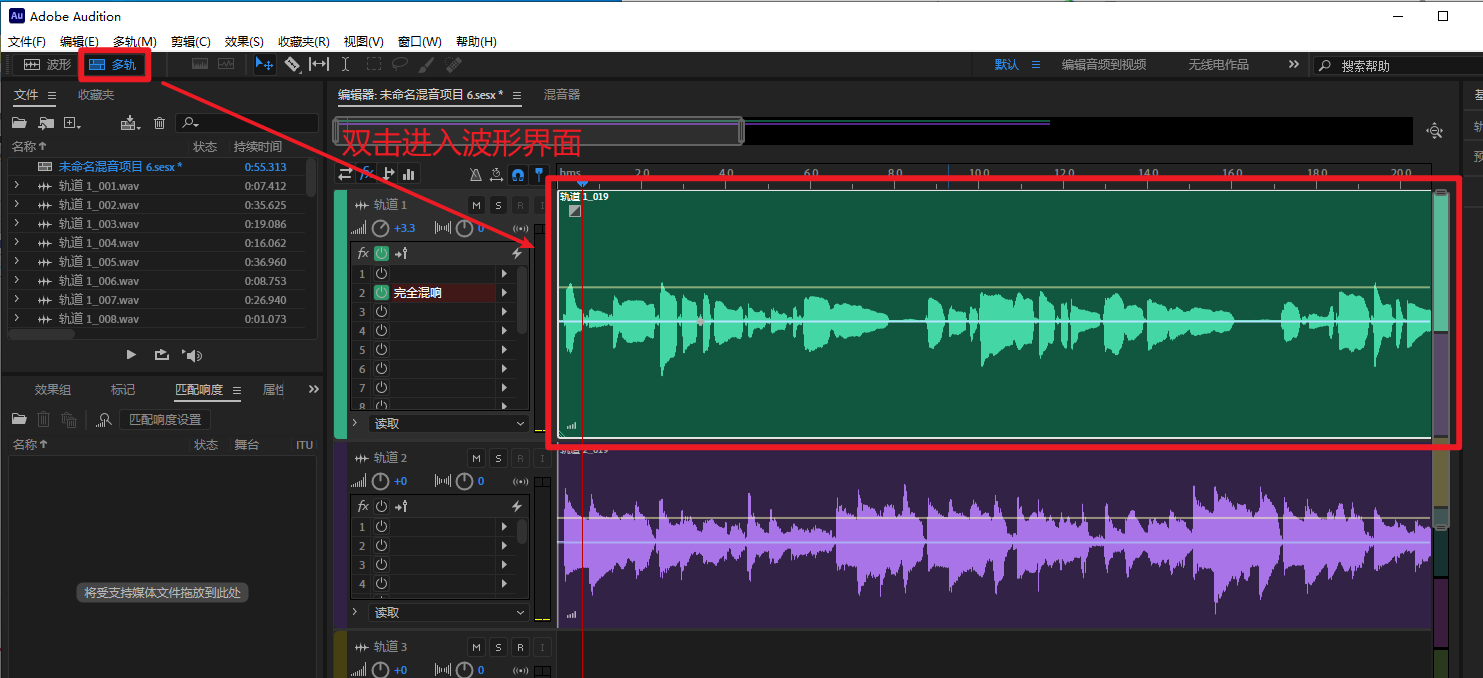 Au Adobe Audition
文件(F) 编辑(E) 多轨(M) 剪辑(C) 效果(S) 收藏夹(R) 视图(V) 窗口(W) 帮助(H)
波形 多轨 默认 编辑音频到视频 无线电作品 搜索帮助
文件 收藏夹 编辑器: 未命名混音项目 6.sesx * 混音器
双击进入波形界面
名称 状态 持续时间
未命名混音项目 6.sesx * 0:55.313
轨道 1_001.wav 0:07.412
轨道 1_002.wav 0:35.625
轨道 1_003.wav 0:19.086
轨道 1_004.wav 0:16.062
轨道 1_005.wav 0:36.960
轨道 1_006.wav 0:08.753
轨道 1_007.wav 0:26.940
轨道 1_008.wav 0:01.073
效果组 标记 匹配响度 属性
匹配响度设置
名称 状态 舞台 ITU
将受支持媒体文件拖放到此处
fx
hms 2.0 4.0 6.0 8.0 10.0 12.0 14.0 16.0 18.0 20.0
轨道 1 M S R I
+3.3 0
fx
1
2 完全混响
3
4
5
6
7
8
读取
轨道 1_019
轨道 2 M S R I
+0 0
fx
1
2
3
4
读取
轨道 2_019
轨道 3 M S R I
+0 0